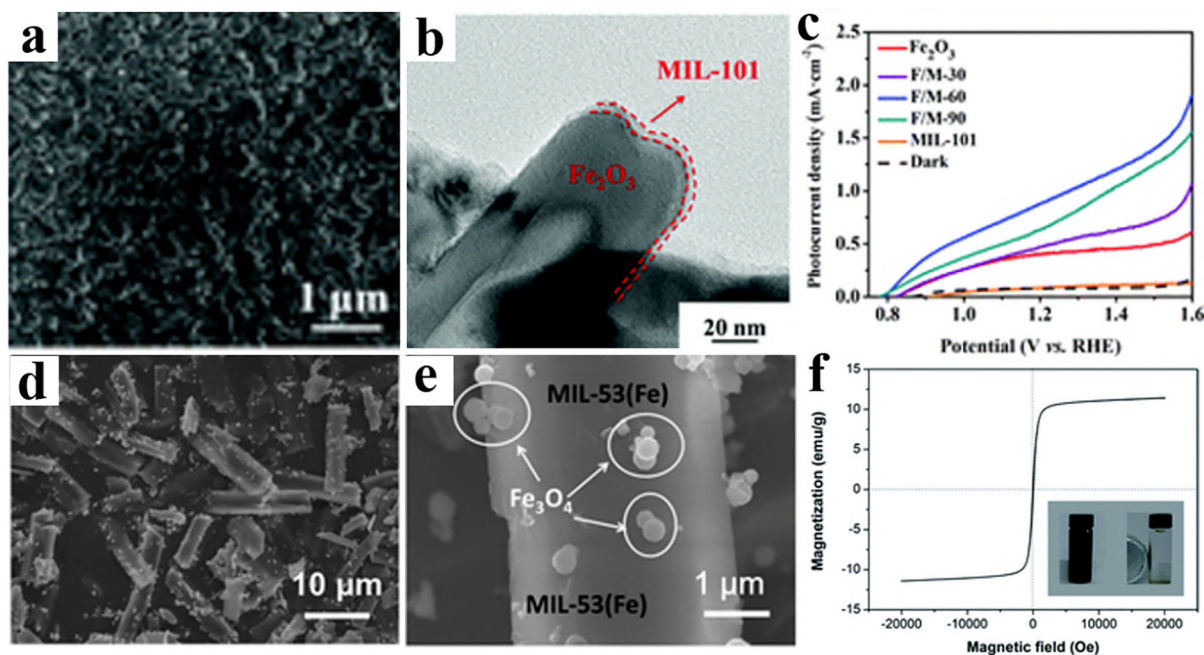 a
1 μm
b
MIL-101
Fe₂O₃
20 nm
c
Photocurrent density (mA·cm⁻²)
2.5
2.0
1.5
1.0
0.5
0.0
Fe₂O₃
F/M-30
F/M-60
F/M-90
MIL-101
Dark
0.8 1.0 1.2 1.4 1.6
Potential (V vs. RHE)
d
10 μm
e
MIL-53(Fe)
Fe₃O₄
MIL-53(Fe)
1 μm
f
Magnetization (emu/g)
15
10
5
0
-5
-10
-15
-20000 -10000 0 10000 20000
Magnetic field (Oe)